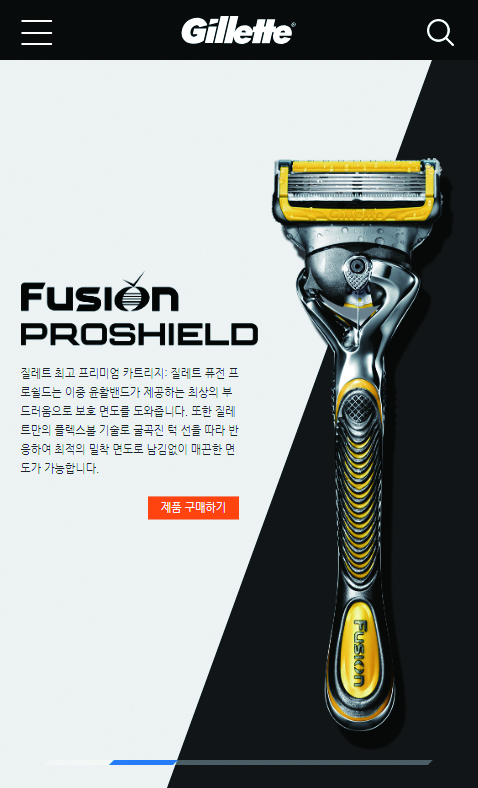 Gillette
Fusion
PROSHIELD
질레트 최고 프리미엄 카트리지: 질레트 퓨전 프
로쉴드는 이중 윤활밴드가 제공하는 최상의 부
드러움으로 보호 면도를 도와줍니다. 또한 질레
트만의 플렉스볼 기술로 굴곡진 턱 선을 따라 반
응하여 최적의 밀착 면도로 남김없이 매끈한 면
도가 가능합니다.
제품 구매하기
Fusion